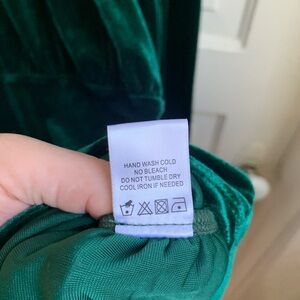 HAND WASH COLD
NO BLEACH
DO NOT TUMBLE DRY
COOL IRON IF NEEDED